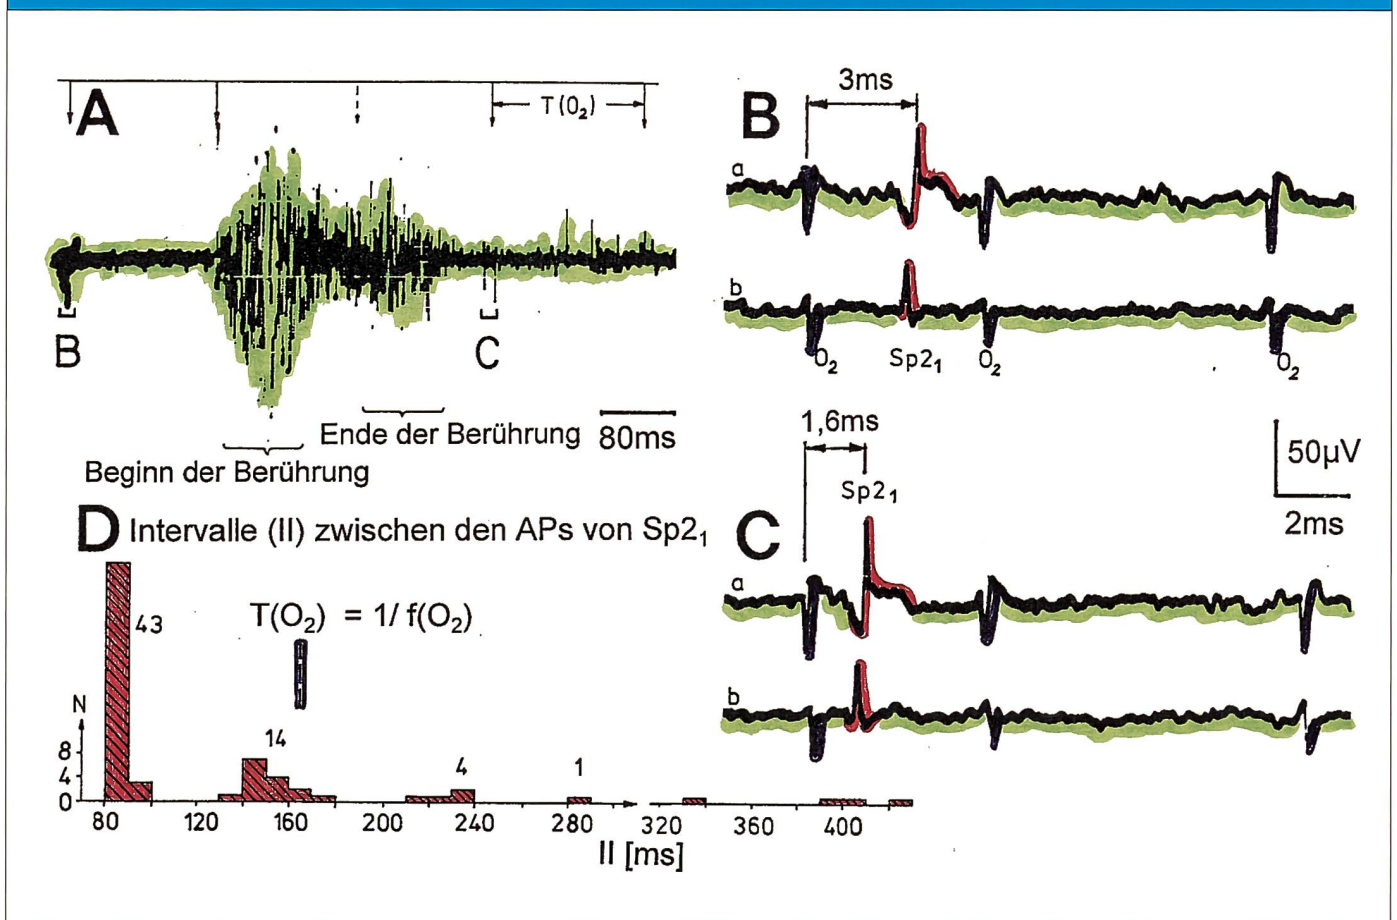 A
T(O₂)
B
C
Beginn der Berührung
Ende der Berührung
80ms
B
3ms
a
b
O₂
Sp2₁
O₂
O₂
C
1,6ms
Sp2₁
50µV
2ms
a
b
D Intervalle (II) zwischen den APs von Sp2₁
T(O₂) = 1/ f(O₂)
43
14
4
1
N
8
4
0
80 120 160 200 240 280 320 360 400
II [ms]